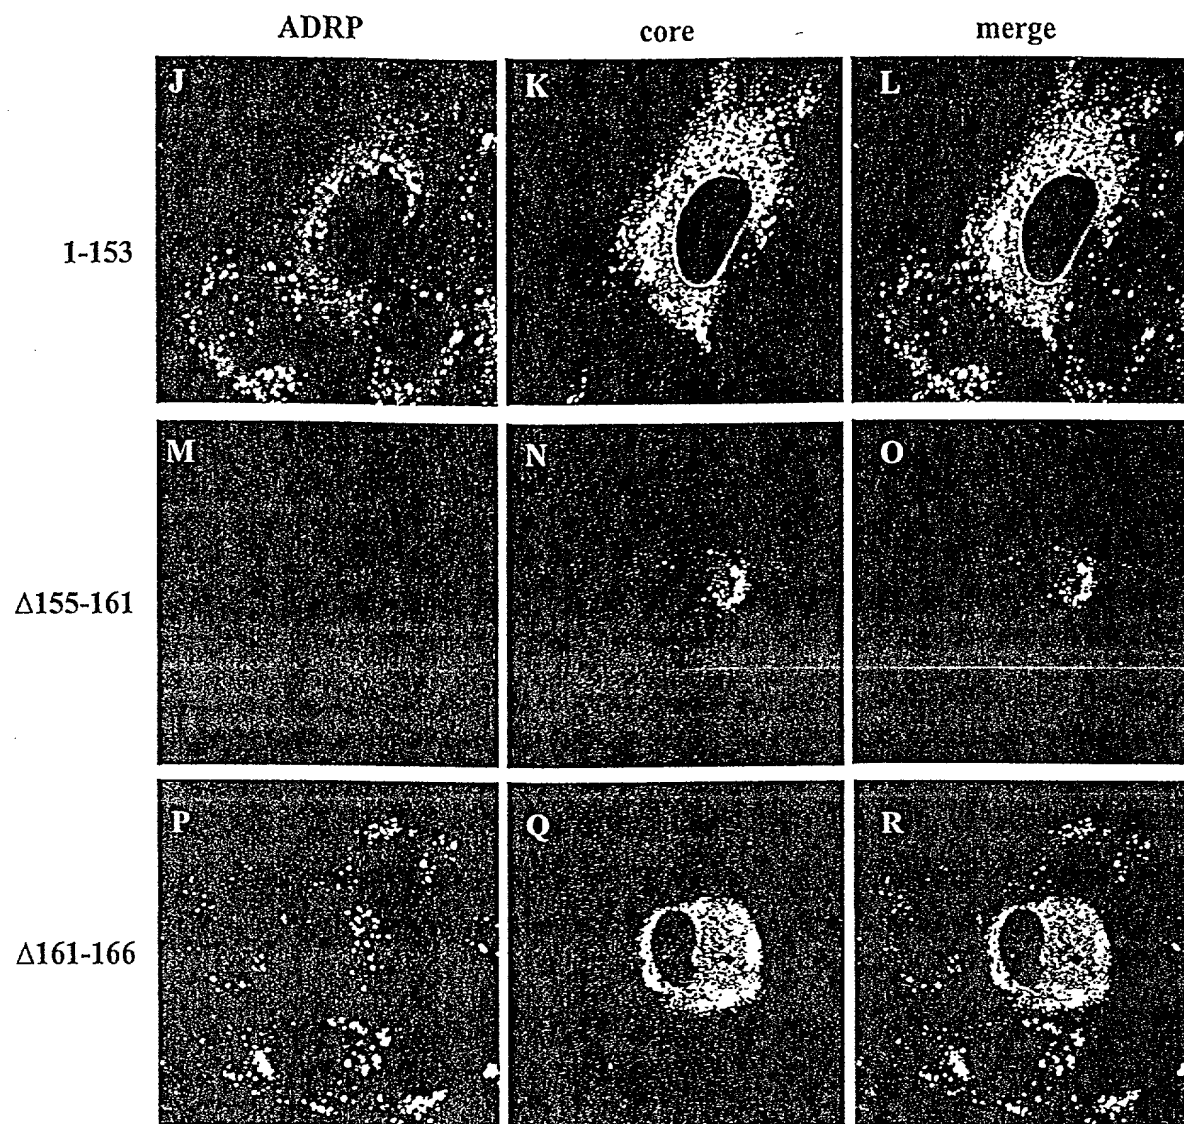 ADRP core merge
J K L
1-153
M N O
Δ155-161
P Q R
Δ161-166